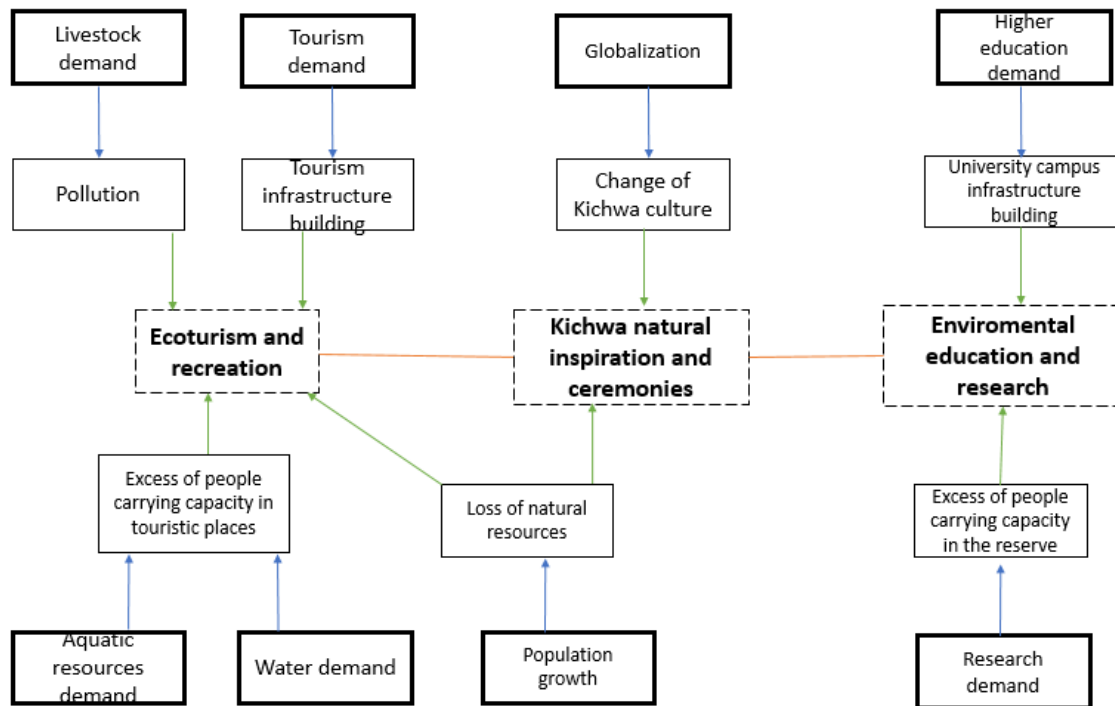 Livestock
demand
Tourism
demand
Globalization
Higher
education
demand
Pollution
Tourism
infrastructure
building
Change of
Kichwa culture
University campus
infrastructure
building
Ecoturism and
recreation
Kichwa natural
inspiration and
ceremonies
Enviromental
education and
research
Excess of people
carrying capacity in
touristic places
Loss of natural
resources
Excess of people
carrying capacity
in the reserve
Aquatic
resources
demand
Water demand
Population
growth
Research
demand